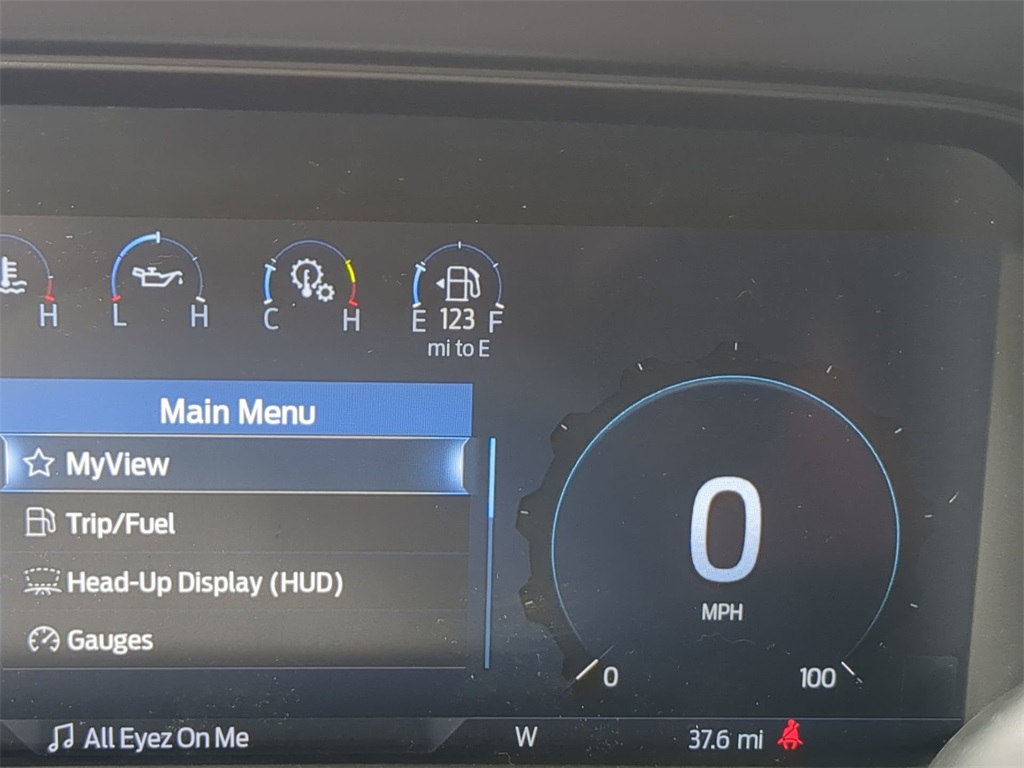 H
L H
C H
E 123 F
mi to E
Main Menu
MyView
Trip/Fuel
Head-Up Display (HUD)
Gauges
0
MPH
0 100
All Eyez On Me
W
37.6 mi